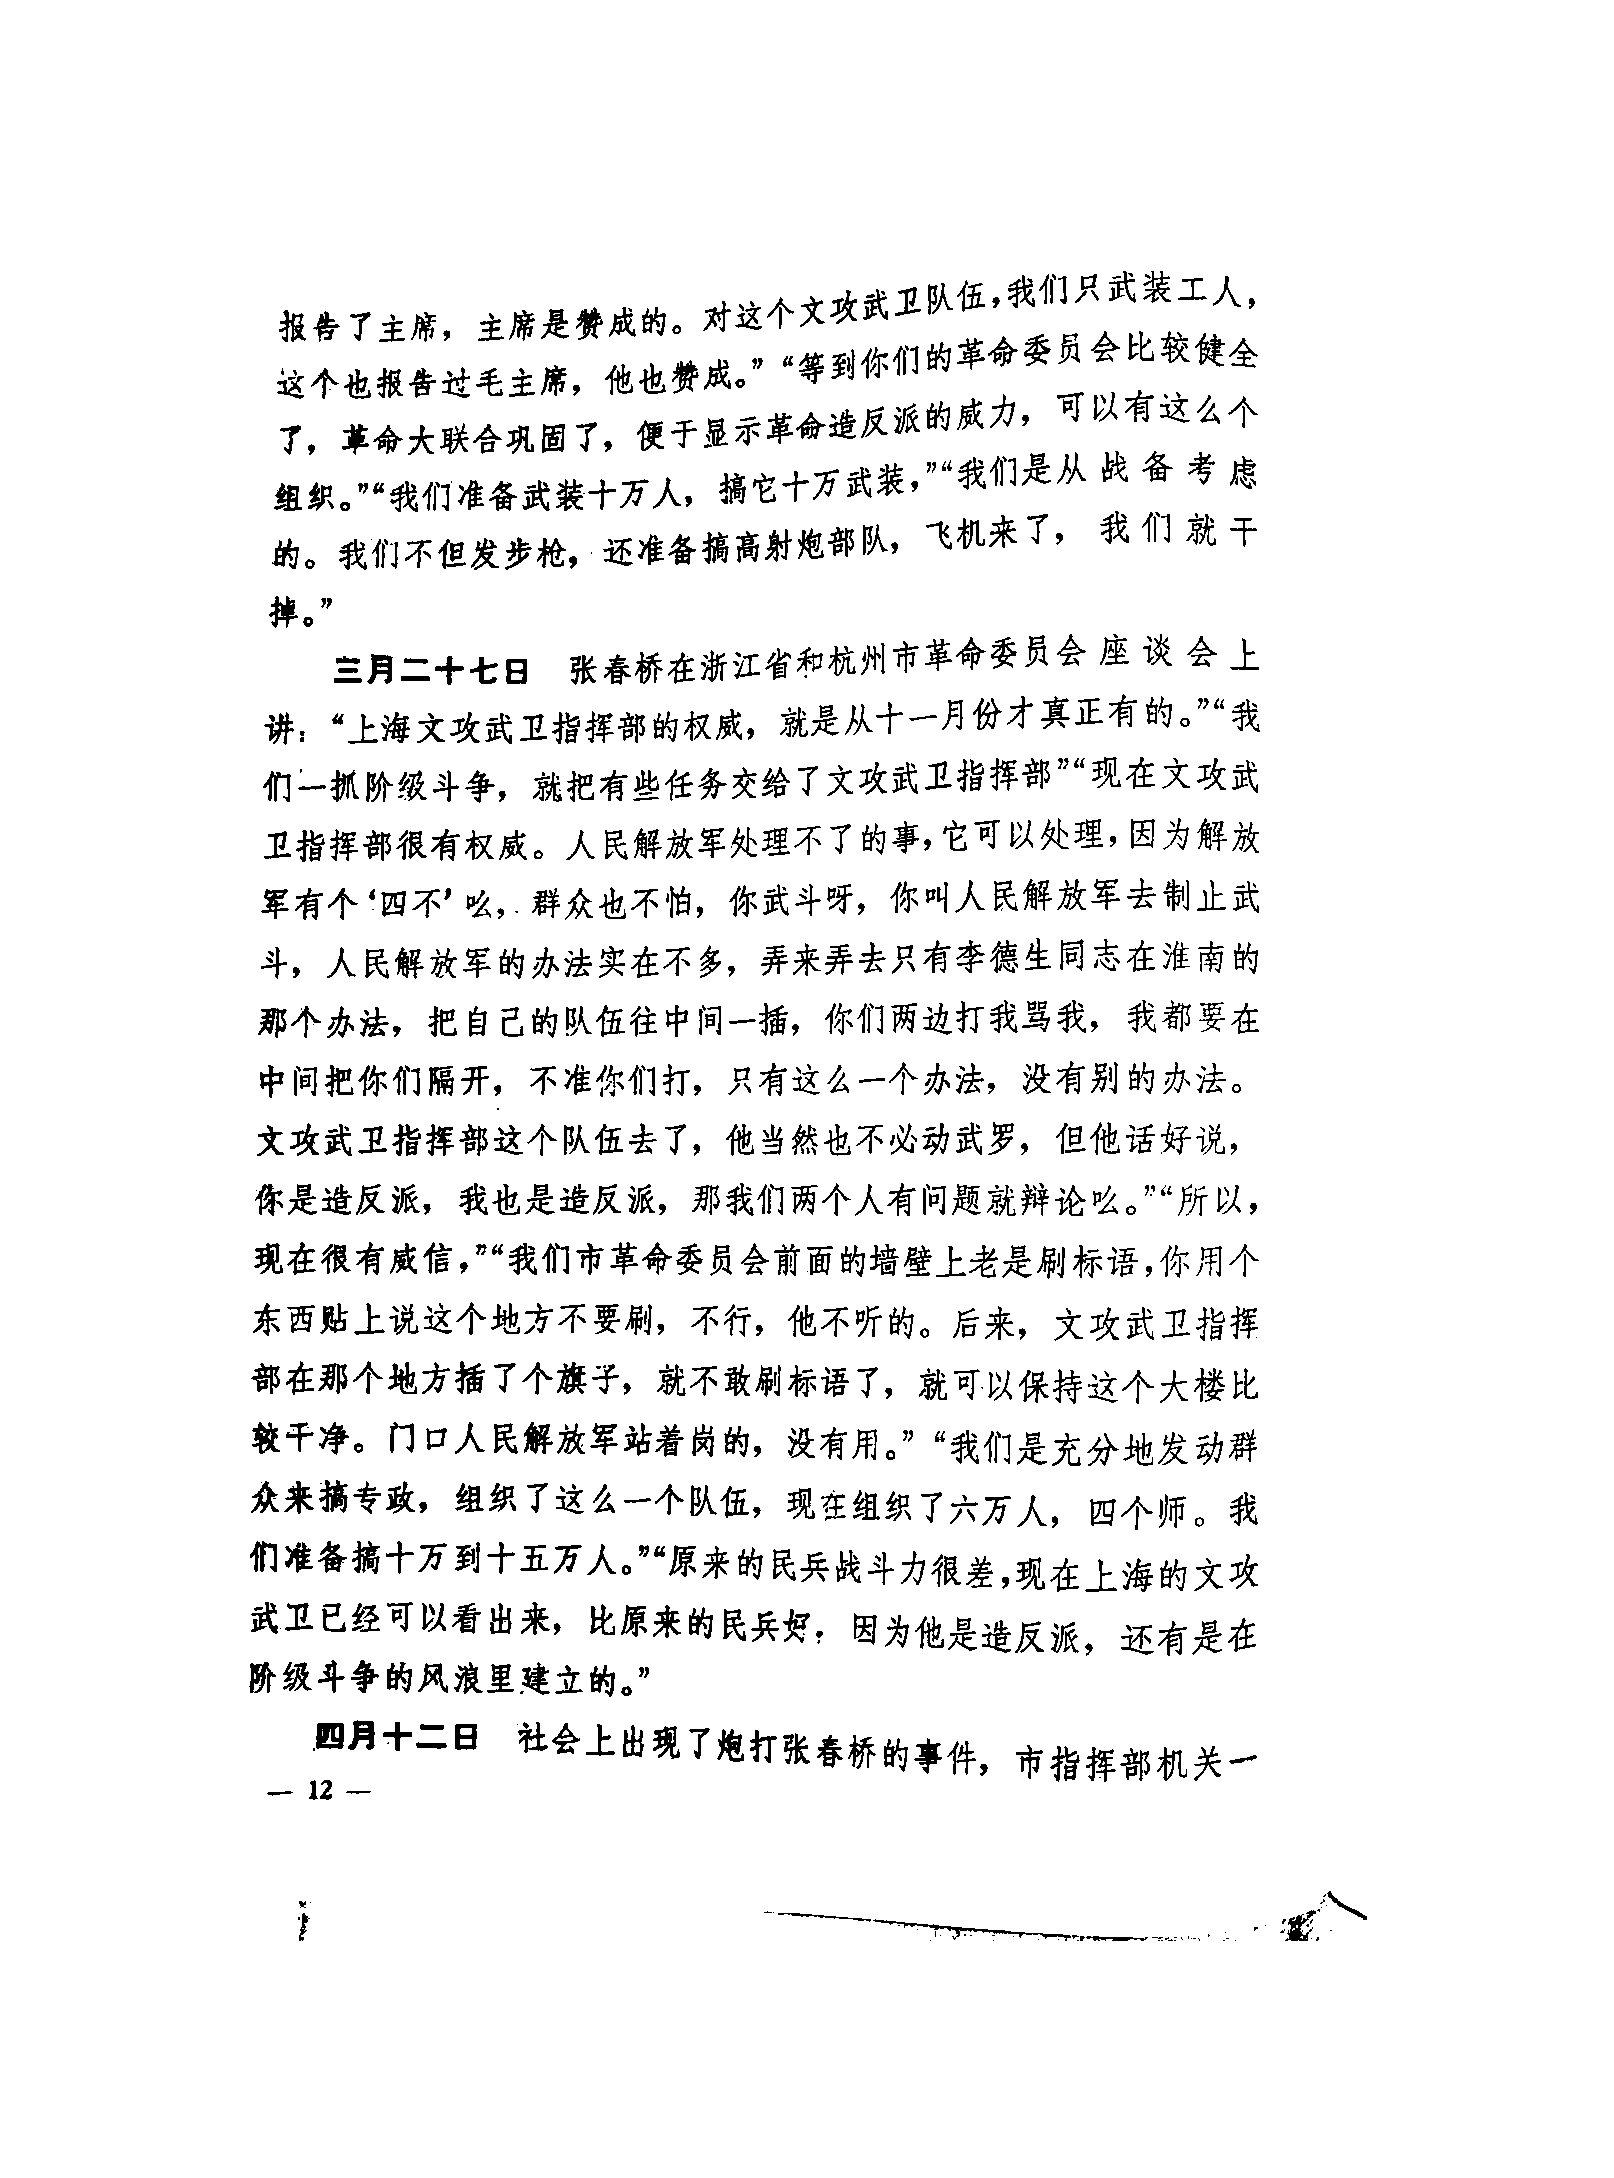 报告了主席，主席是赞成的。对这个文攻武卫队伍，我们只武装工人，
这个也报告过毛主席，他也赞成。”“等到你们的革命委员会比较健全
了，革命大联合巩固了，便于显示革命造反派的威力，可以有这么个
组织。”“我们准备武装十万人，搞它十万武装，”“我们是从战备考虑
的。我们不但发步枪，还准备搞高射炮部队，飞机来了，我们就干
掉。”
三月二十七日　张春桥在浙江省和杭州市革命委员会座谈会上
讲：“上海文攻武卫指挥部的权威，就是从十一月份才真正有的。”“我
们一抓阶级斗争，就把有些任务交给了文攻武卫指挥部”“现在文攻武
卫指挥部很有权威。人民解放军处理不了的事，它可以处理，因为解放
军有个‘四不’吆，群众也不怕，你武斗呀，你叫人民解放军去制止武
斗，人民解放军的办法实在不多，弄来弄去只有李德生同志在淮南的
那个办法，把自己的队伍往中间一插，你们两边打我骂我，我都要在
中间把你们隔开，不准你们打，只有这么一个办法，没有别的办法。
文攻武卫指挥部这个队伍去了，他当然也不必动武罗，但他话好说，
你是造反派，我也是造反派，那我们两个人有问题就辩论吆。”“所以，
现在很有威信，”“我们市革命委员会前面的墙壁上老是刷标语，你用个
东西贴上说这个地方不要刷，不行，他不听的。后来，文攻武卫指挥
部在那个地方插了个旗子，就不敢刷标语了，就可以保持这个大楼比
较干净。门口人民解放军站着岗的，没有用。”“我们是充分地发动群
众来搞专政，组织了这么一个队伍，现在组织了六万人，四个师。我
们准备搞十万到十五万人。”“原来的民兵战斗力很差，现在上海的文攻
武卫已经可以看出来，比原来的民兵好，因为他是造反派，还有是在
阶级斗争的风浪里建立的。”
四月十二日　社会上出现了炮打张春桥的事件，市指挥部机关一
— 12 —